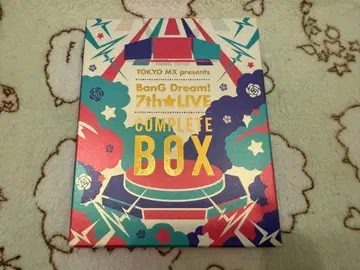 TOKYO MX presents
BanG Dream!
7th★LIVE
COMPLETE
BOX